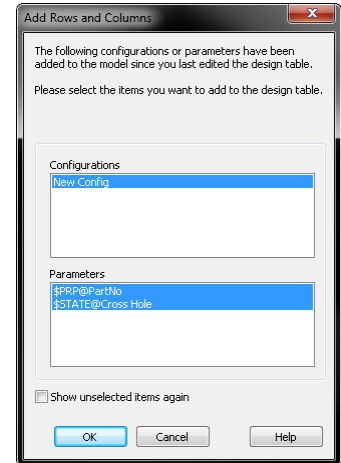 Add Rows and Columns
The following configurations or parameters have been
added to the model since you last edited the design table.
Please select the items you want to add to the design table.
Configurations
New Config
Parameters
$PRP@PartNo
$STATE@Cross Hole
Show unselected items again
OK
Cancel
Help